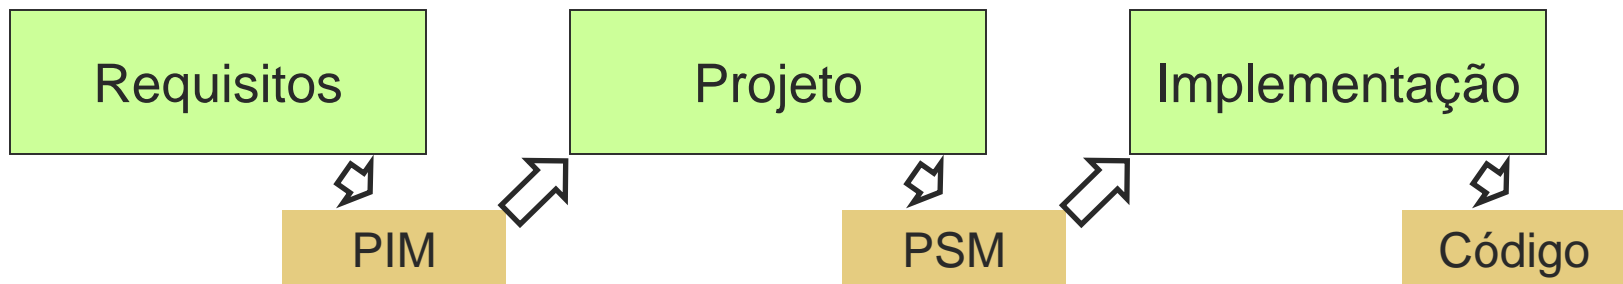 Requisitos
Projeto
Implementação
PIM
PSM
Código